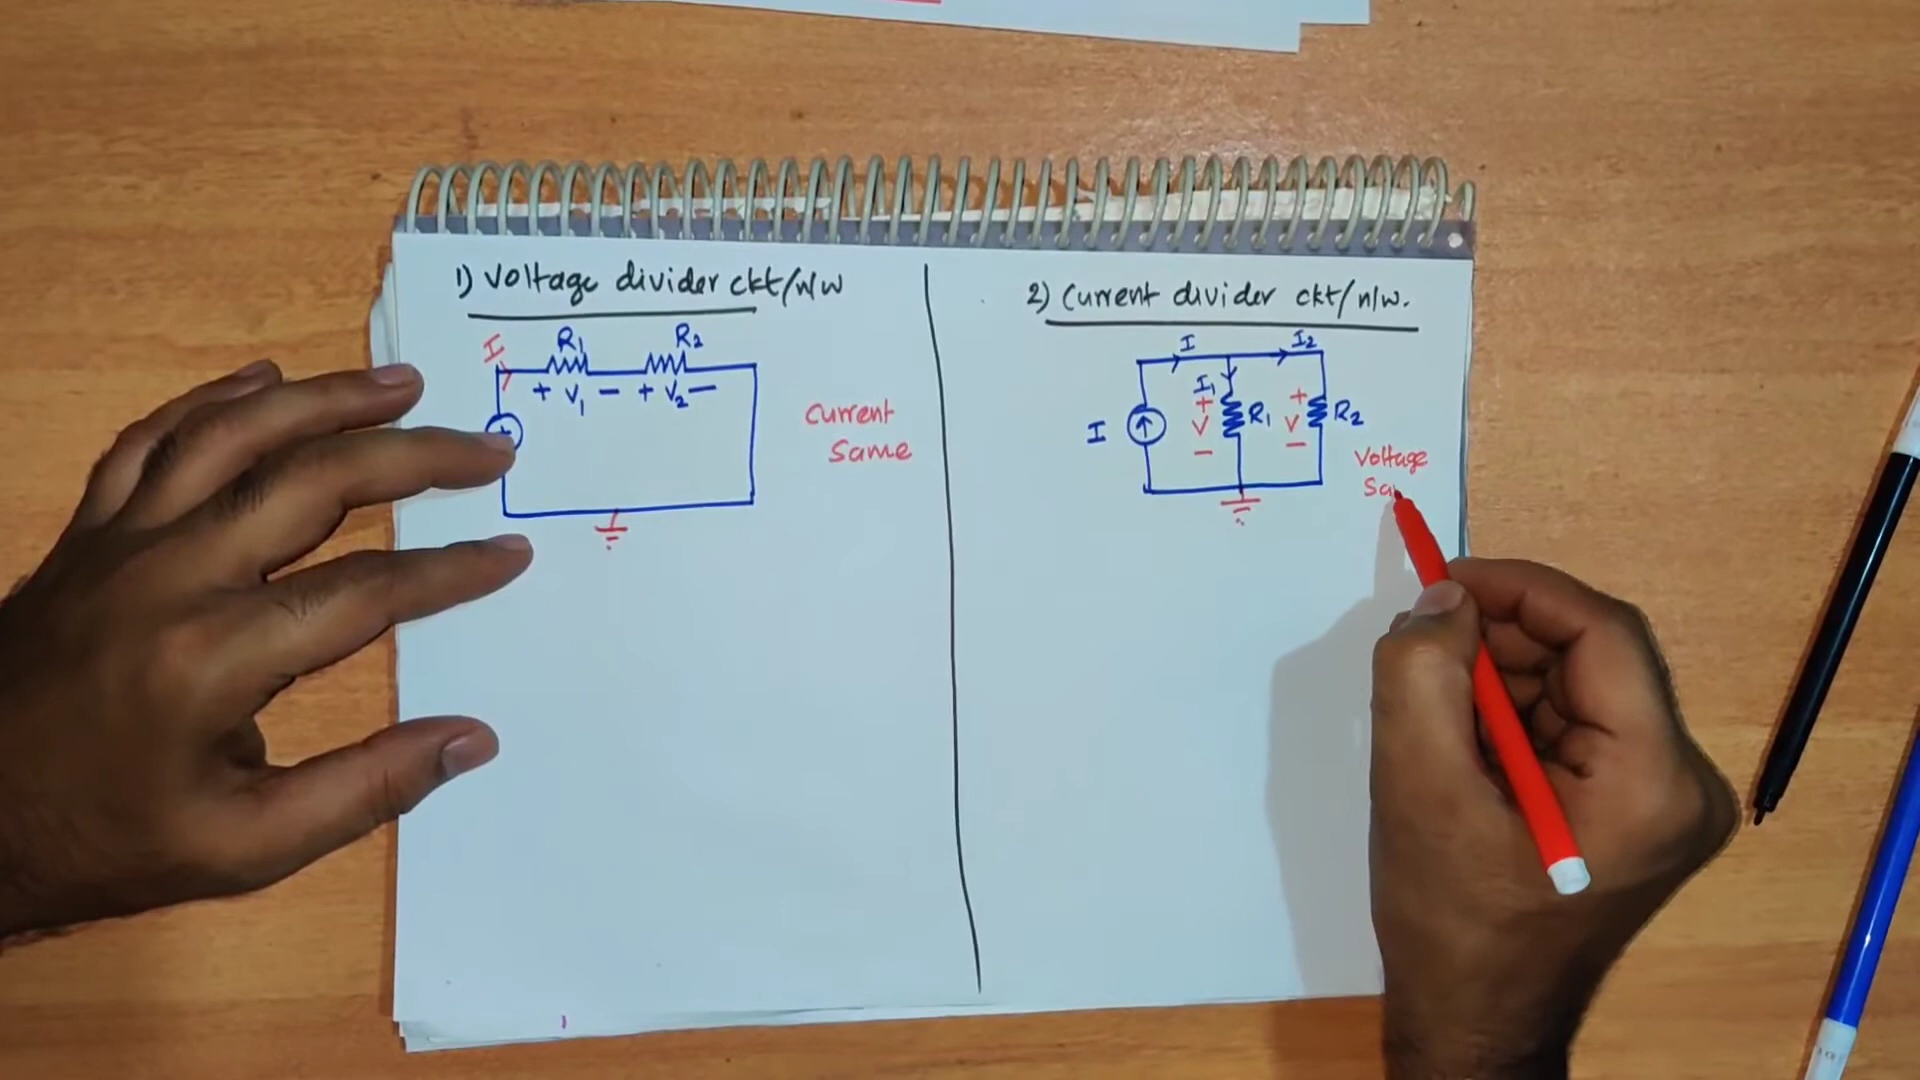 1) Voltage divider ckt/n/w
I
R1
R2
+ V1 - + V2 -
+
Current
Same
2) Current divider ckt/n/w.
I
I2
I1
I
+
V
-
R1
+
V
-
R2
Voltage
Sa